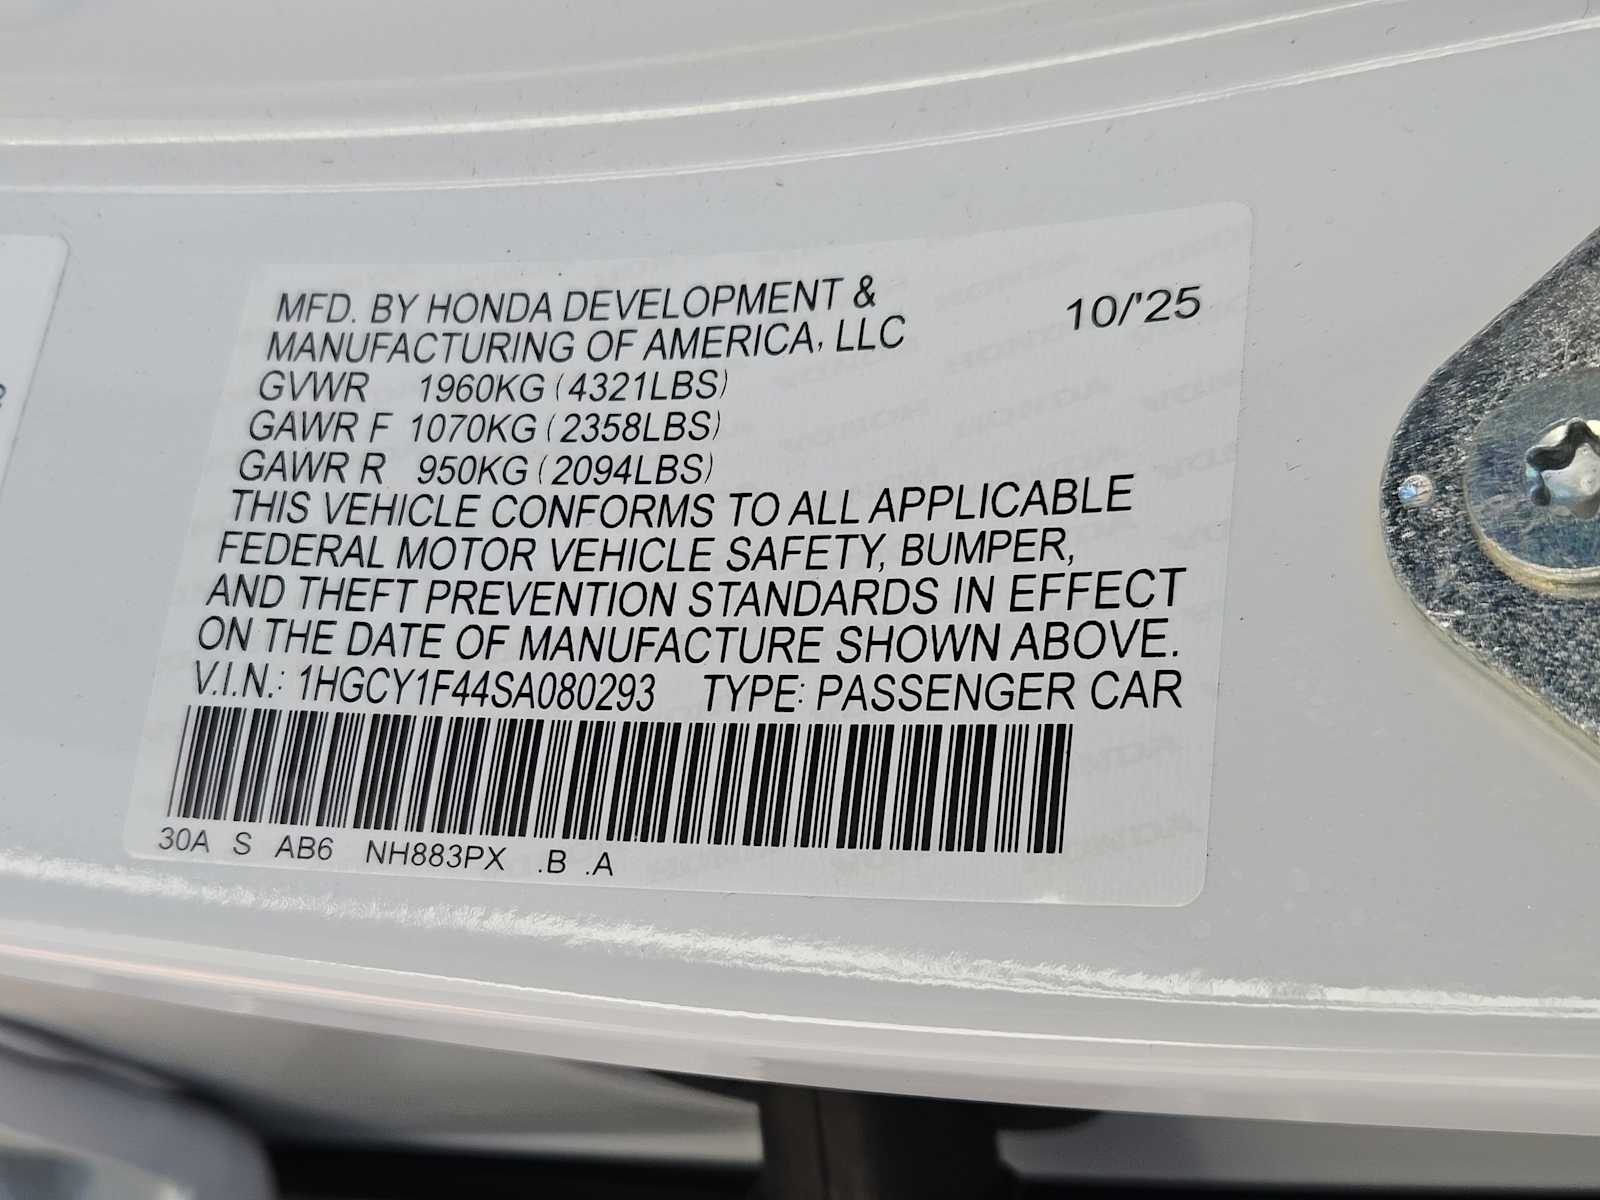 MFD. BY HONDA DEVELOPMENT & 10/'25
MANUFACTURING OF AMERICA, LLC
GVWR 1960KG (4321LBS)
GAWR F 1070KG (2358LBS)
GAWR R 950KG (2094LBS)
THIS VEHICLE CONFORMS TO ALL APPLICABLE
FEDERAL MOTOR VEHICLE SAFETY, BUMPER,
AND THEFT PREVENTION STANDARDS IN EFFECT
ON THE DATE OF MANUFACTURE SHOWN ABOVE.
V.I.N.: 1HGCY1F44SA080293 TYPE: PASSENGER CAR
30A S AB6 NH883PX .B .A